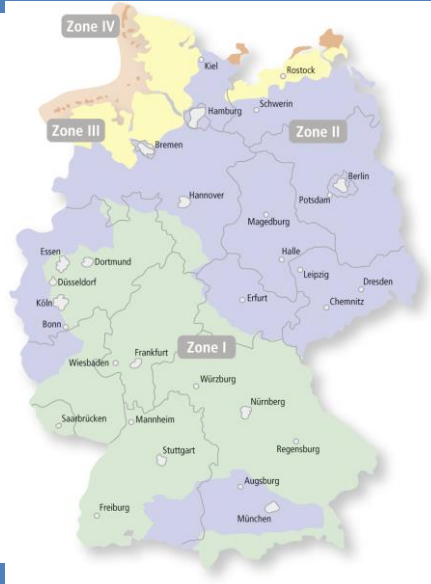 Zone IV
Kiel
Rostock
Hamburg
Schwerin
Zone III
Zone II
Bremen
Berlin
Hannover
Potsdam
Magedburg
Essen
Dortmund
Halle
Leipzig
Düsseldorf
Dresden
Köln
Erfurt
Chemnitz
Bonn
Zone I
Frankfurt
Wiesbaden
Würzburg
Nürnberg
Saarbrücken
Mannheim
Regensburg
Stuttgart
Augsburg
Freiburg
München